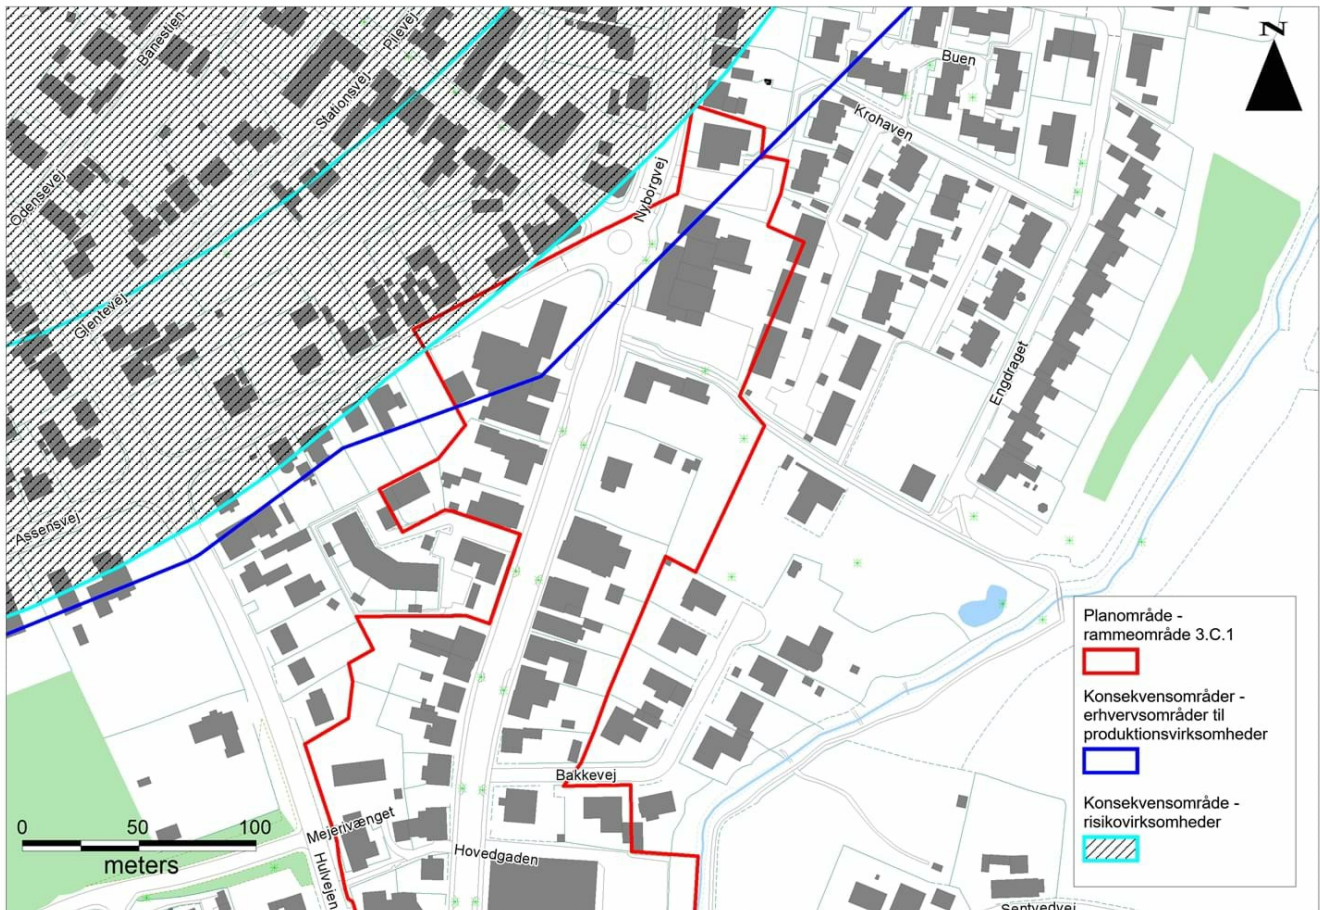 Banestien
Pilevej
Stationsvej
Odensevej
Glentevej
Assensvej
Nyborgvej
Buen
Krohaven
Engdraget
N
Bakkevej
Mejerivænget
Hulvejen
Hovedgaden
Sentvedvej
0 50 100
meters
Planområde -
rammeområde 3.C.1
Konsekvensområder -
erhvervsområder til
produktionsvirksomheder
Konsekvensområde -
risikovirksomheder